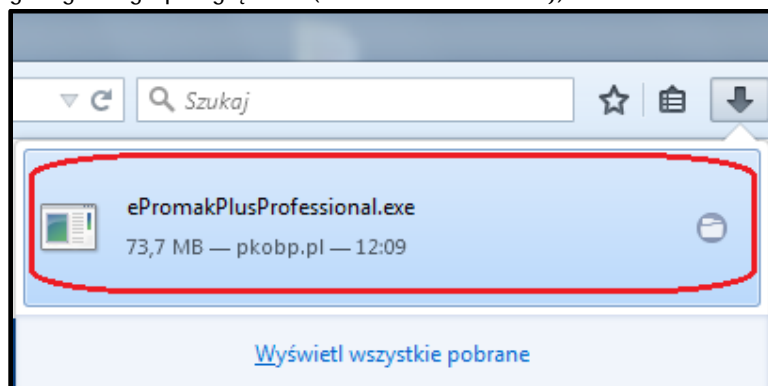 Szukaj
ePromakPlusProfessional.exe
73,7 MB — pkobp.pl — 12:09
Wyświetl wszystkie pobrane